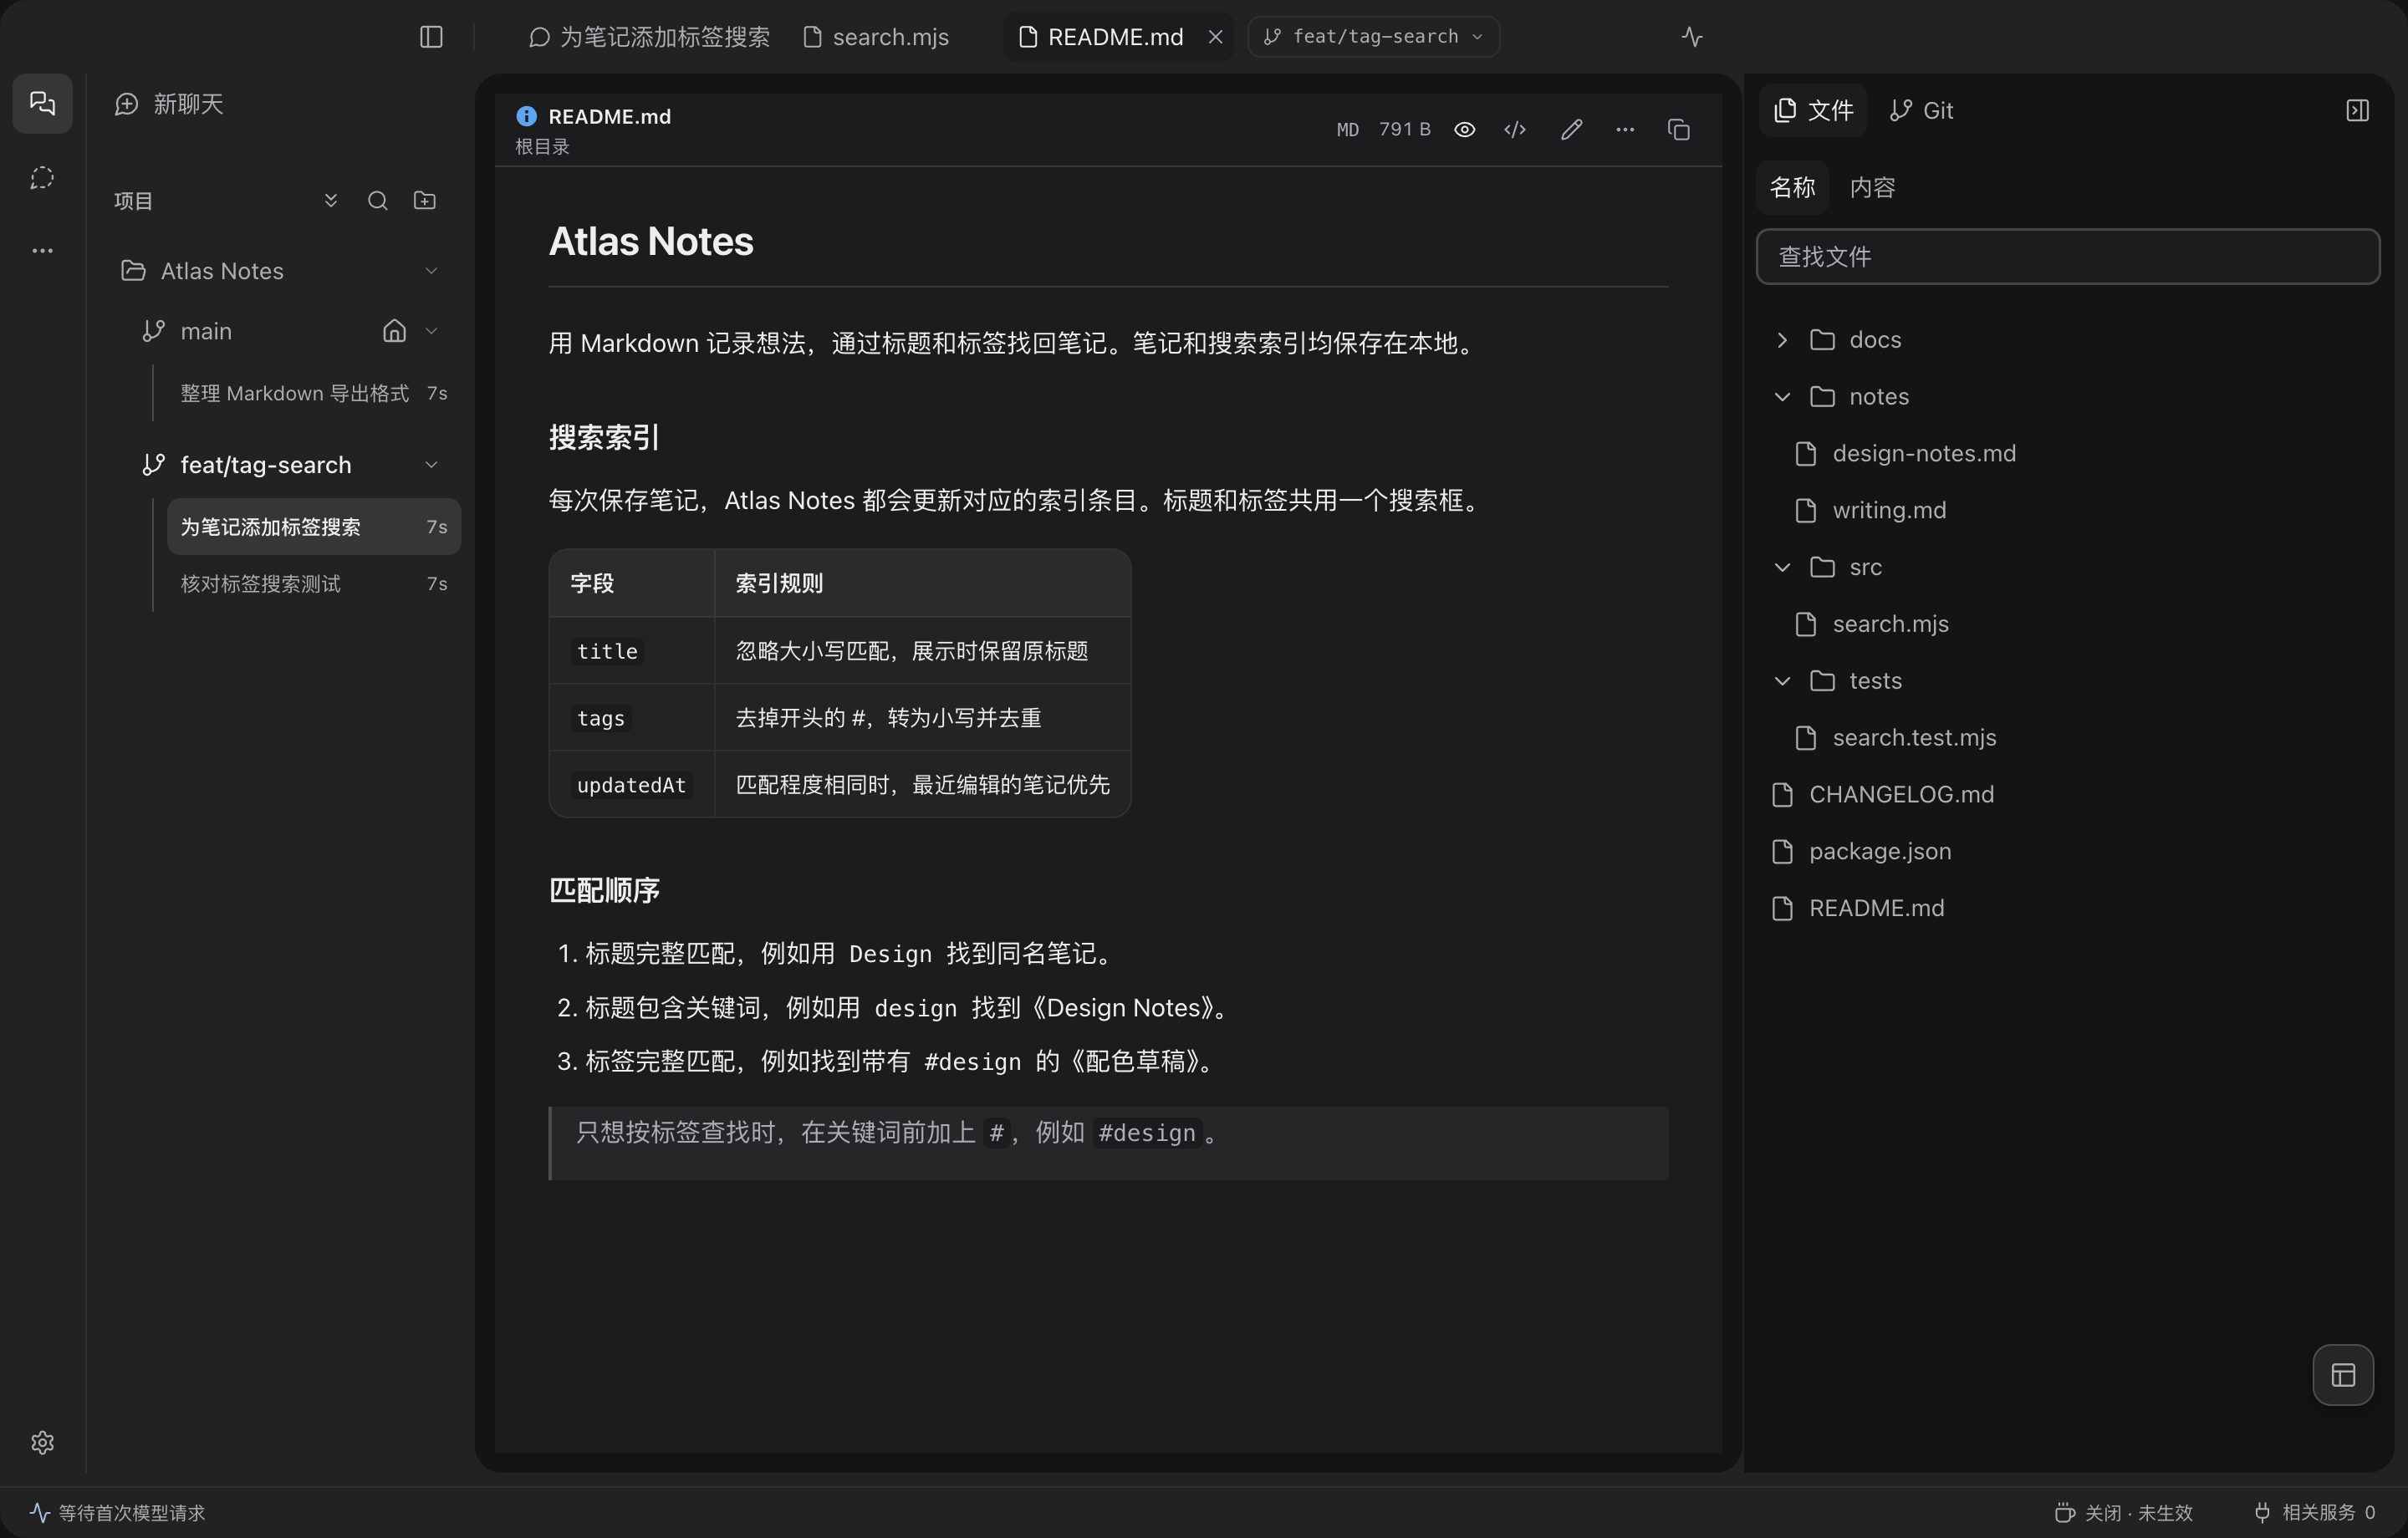 为笔记添加标签搜索
search.mjs
README.md
feat/tag-search
新聊天
项目
Atlas Notes
main
整理 Markdown 导出格式 7s
feat/tag-search
为笔记添加标签搜索 7s
核对标签搜索测试 7s
README.md
根目录
MD 791 B
Atlas Notes
用 Markdown 记录想法，通过标题和标签找回笔记。笔记和搜索索引均保存在本地。
搜索索引
每次保存笔记，Atlas Notes 都会更新对应的索引条目。标题和标签共用一个搜索框。
字段 索引规则
title 忽略大小写匹配，展示时保留原标题
tags 去掉开头的 #，转为小写并去重
updatedAt 匹配程度相同时，最近编辑的笔记优先
匹配顺序
1. 标题完整匹配，例如用 Design 找到同名笔记。
2. 标题包含关键词，例如用 design 找到《Design Notes》。
3. 标签完整匹配，例如找到带有 #design 的《配色草稿》。
只想按标签查找时，在关键词前加上 #，例如 #design。
文件 Git
名称 内容
查找文件
docs
notes
design-notes.md
writing.md
src
search.mjs
tests
search.test.mjs
CHANGELOG.md
package.json
README.md
等待首次模型请求
关闭 · 未生效
相关服务 0